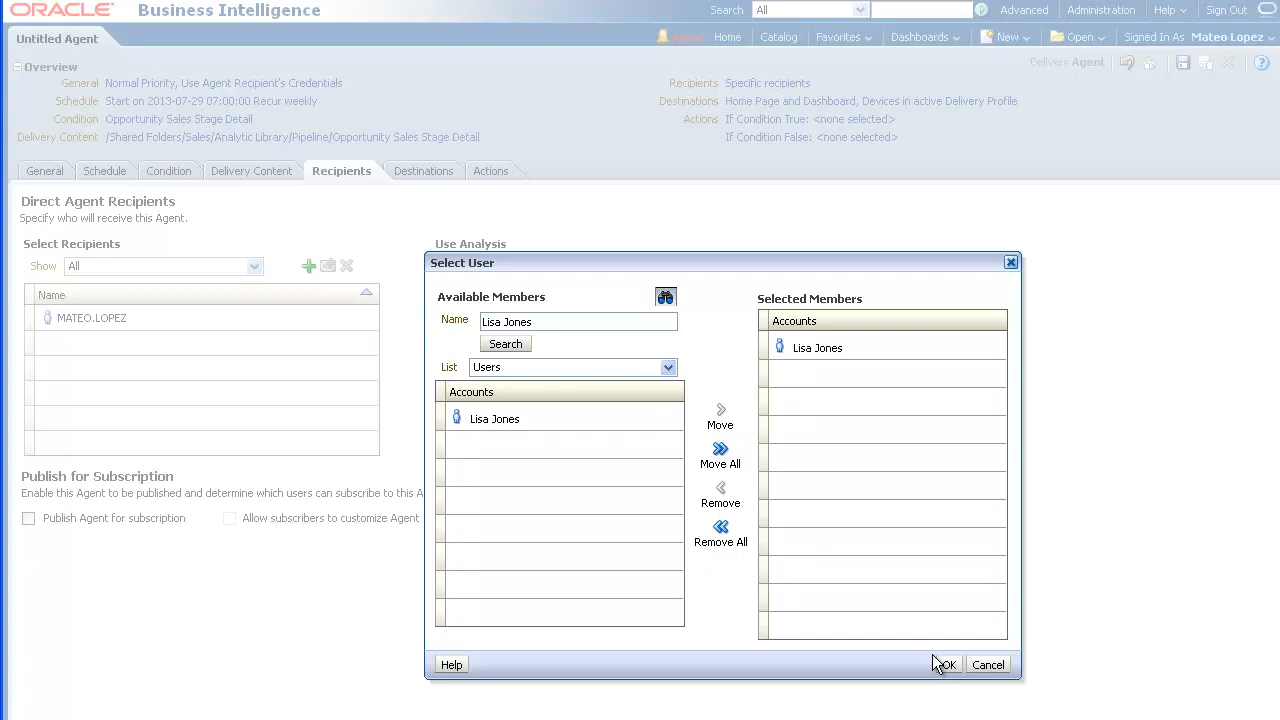 ORACLE Business Intelligence Search All Advanced Administration Help Sign Out
Untitled Agent Alerts! Home Catalog Favorites Dashboards New Open Signed In As Mateo Lopez
Overview Delivers Agent
General Normal Priority, Use Agent Recipient's Credentials Recipients Specific recipients
Schedule Start on 2013-07-29 07:00:00 Recur weekly Destinations Home Page and Dashboard, Devices in active Delivery Profile
Condition Opportunity Sales Stage Detail Actions If Condition True: <none selected>
Delivery Content /Shared Folders/Sales/Analytic Library/Pipeline/Opportunity Sales Stage Detail If Condition False: <none selected>
General Schedule Condition Delivery Content Recipients Destinations Actions
Direct Agent Recipients
Specify who will receive this Agent.
Select Recipients Use Analysis
Show All
Name
MATEO.LOPEZ
Publish for Subscription
Enable this Agent to be published and determine which users can subscribe to this A
Publish Agent for subscription Allow subscribers to customize Agent
Select User
Available Members
Name Lisa Jones
Search
List Users
Accounts
Lisa Jones
Move
Move All
Remove
Remove All
Selected Members
Accounts
Lisa Jones
Help OK Cancel